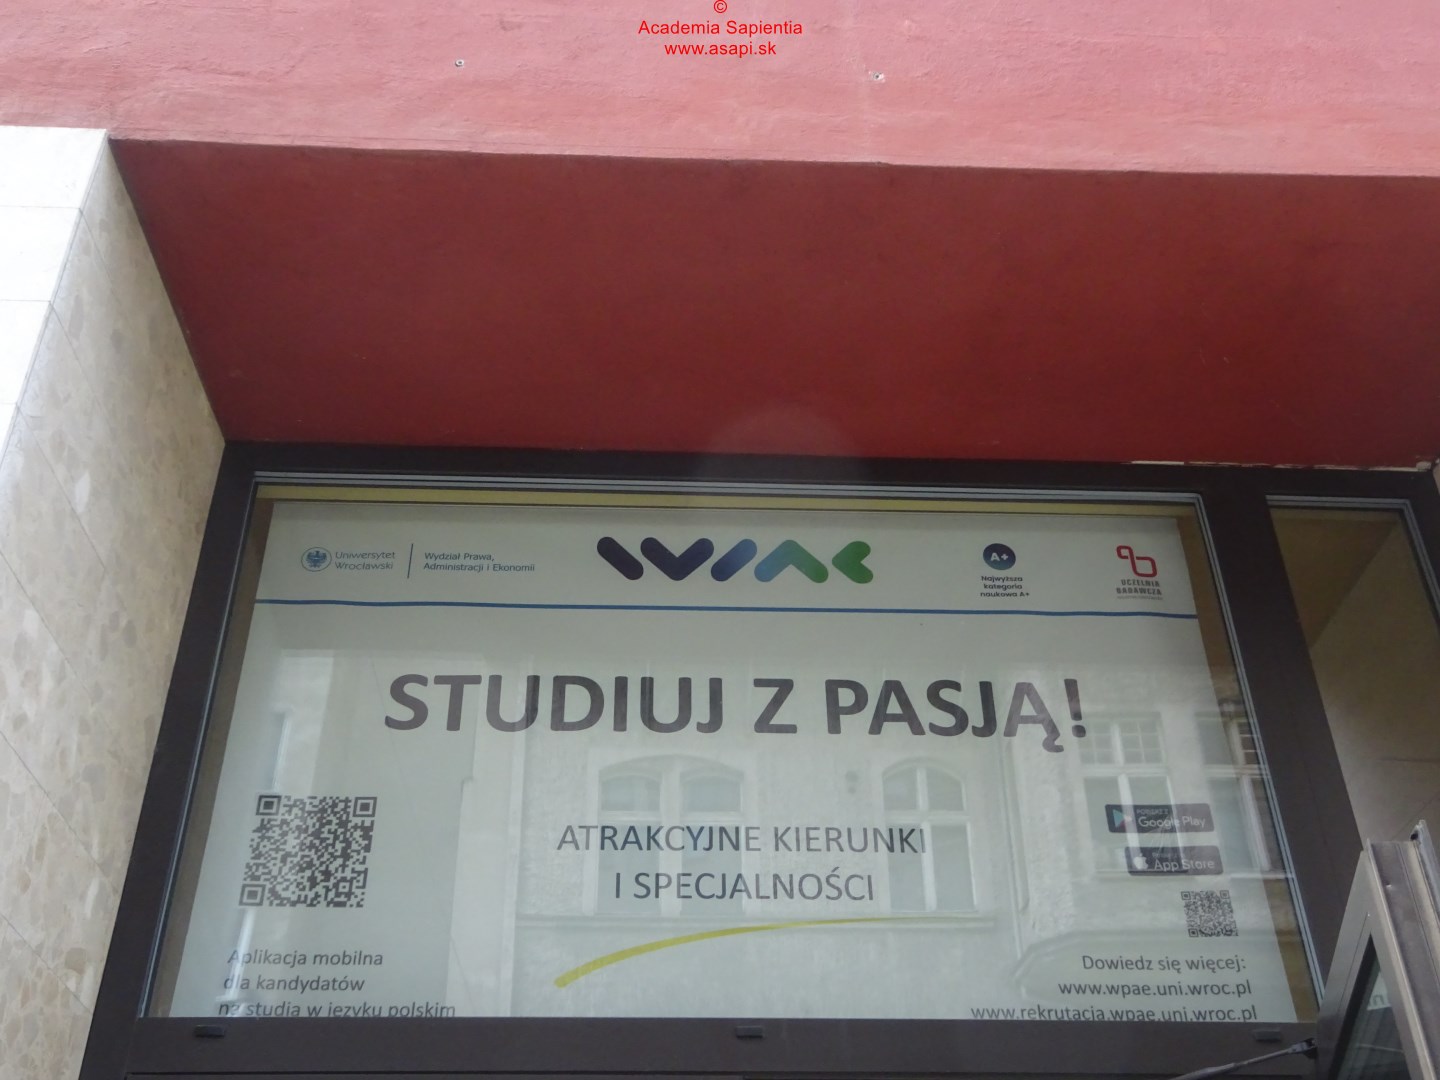 ©
Academia Sapientia
www.asapi.sk
Uniwersytet
Wrocławski
Wydział Prawa,
Administracji i Ekonomii
A+
Najwyższa
kategoria
naukowa A+
UCZELNIA
BADAWCZA
STUDIUJ Z PASJĄ!
ATRAKCYJNE KIERUNKI
I SPECJALNOŚCI
Aplikacja mobilna
dla kandydatów
na studia w języku polskim
POBIERZ Z
Google Play
App Store
Dowiedz się więcej:
www.wpae.uni.wroc.pl
www.rekrutacja.wpae.uni.wroc.pl